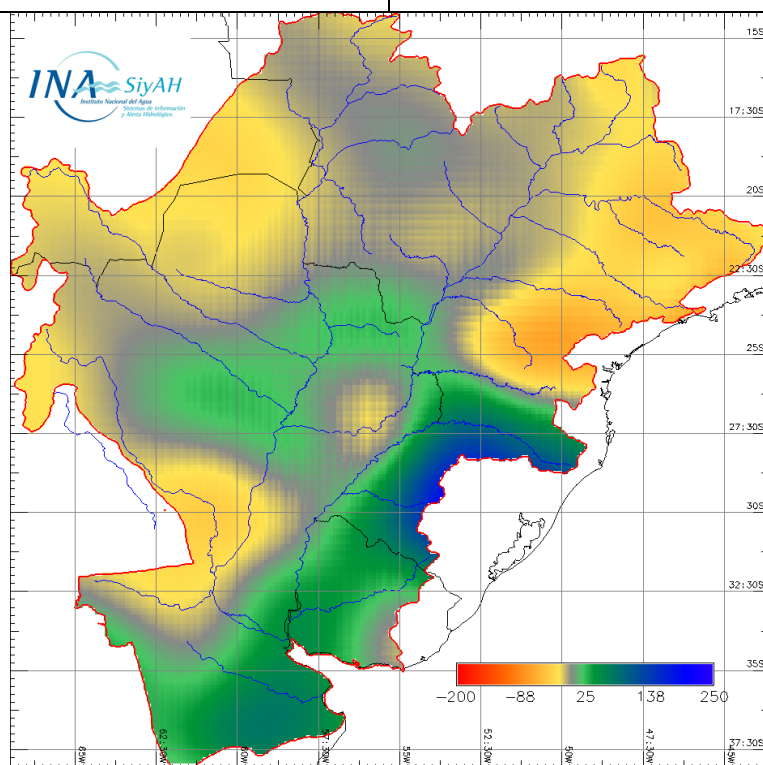 INA SiyAH
Instituto Nacional del Agua
Sistemas de Información
y Alerta Hidrológico
15S
17:30S
20S
22:30S
25S
27:30S
30S
32:30S
35S
37:30S
-200 -88 25 138 250
65W
62:30W
60W
57:30W
55W
52:30W
50W
47:30W
45W